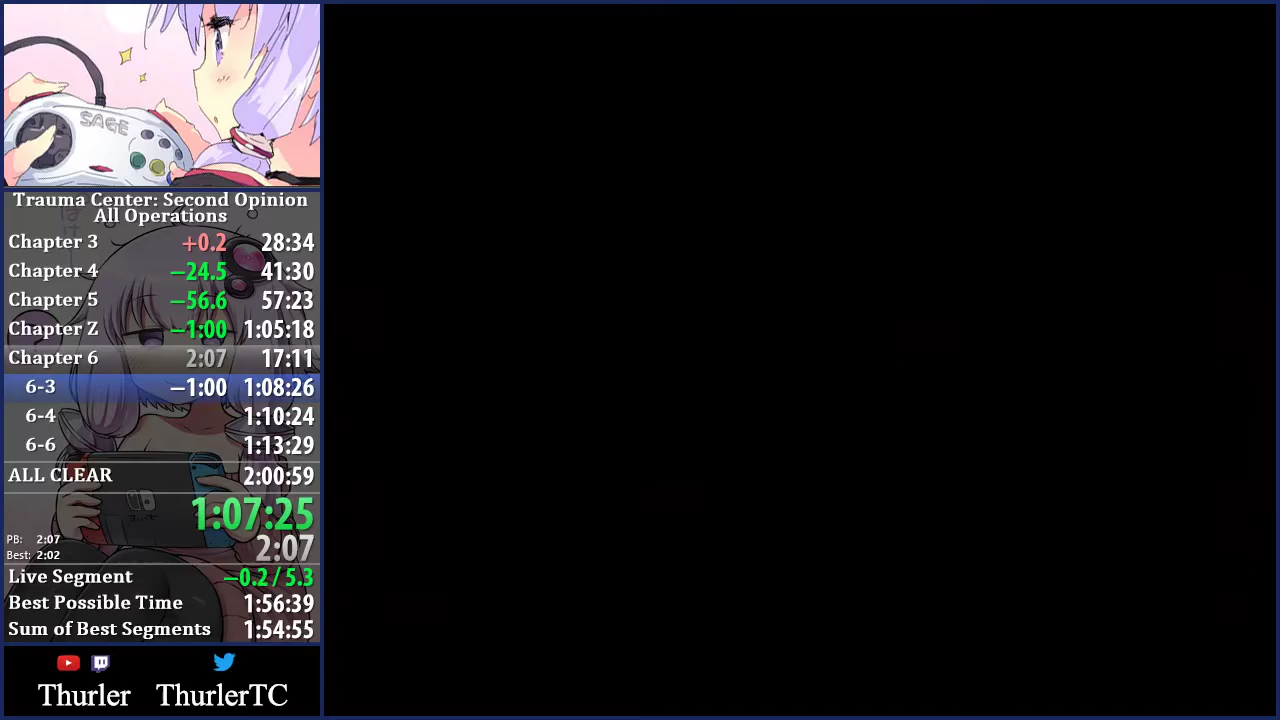 SAGE
Trauma Center: Second Opinion
All Operations
Chapter 3 +0.2 28:34
Chapter 4 −24.5 41:30
Chapter 5 −56.6 57:23
Chapter Z −1:00 1:05:18
Chapter 6 2:07 17:11
6-3 −1:00 1:08:26
6-4 1:10:24
6-6 1:13:29
ALL CLEAR 2:00:59
1:07:25
PB: 2:07
Best: 2:02
2:07
Live Segment −0.2 / 5.3
Best Possible Time 1:56:39
Sum of Best Segments 1:54:55
Thurler ThurlerTC